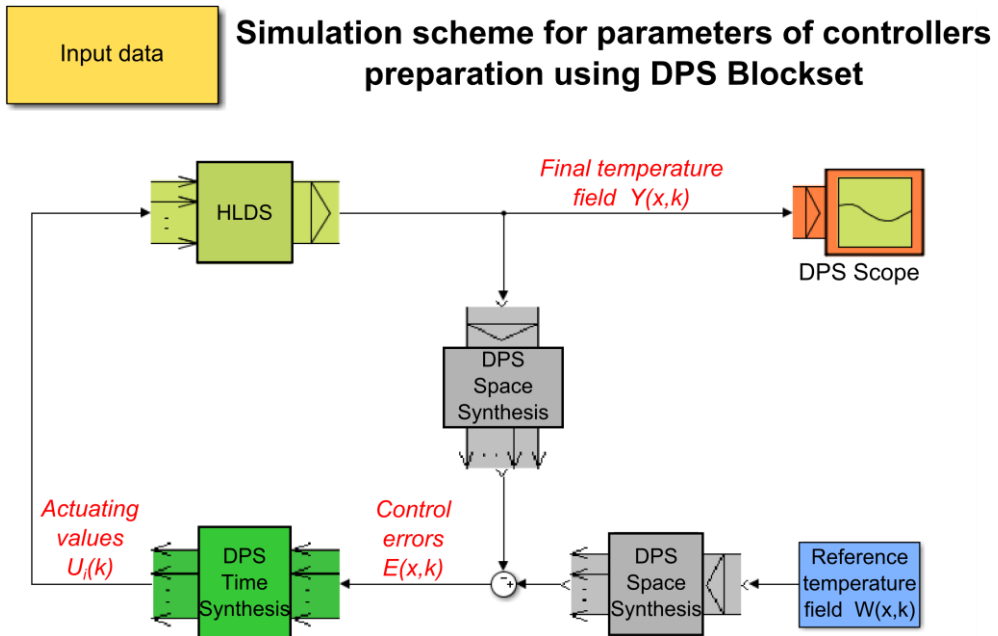 Input data
Simulation scheme for parameters of controllers
preparation using DPS Blockset
HLDS
Final temperature
field Y(x,k)
DPS Scope
DPS
Space
Synthesis
Actuating
values
Uᵢ(k)
DPS
Time
Synthesis
Control
errors
E(x,k)
- +
DPS
Space
Synthesis
Reference
temperature
field W(x,k)